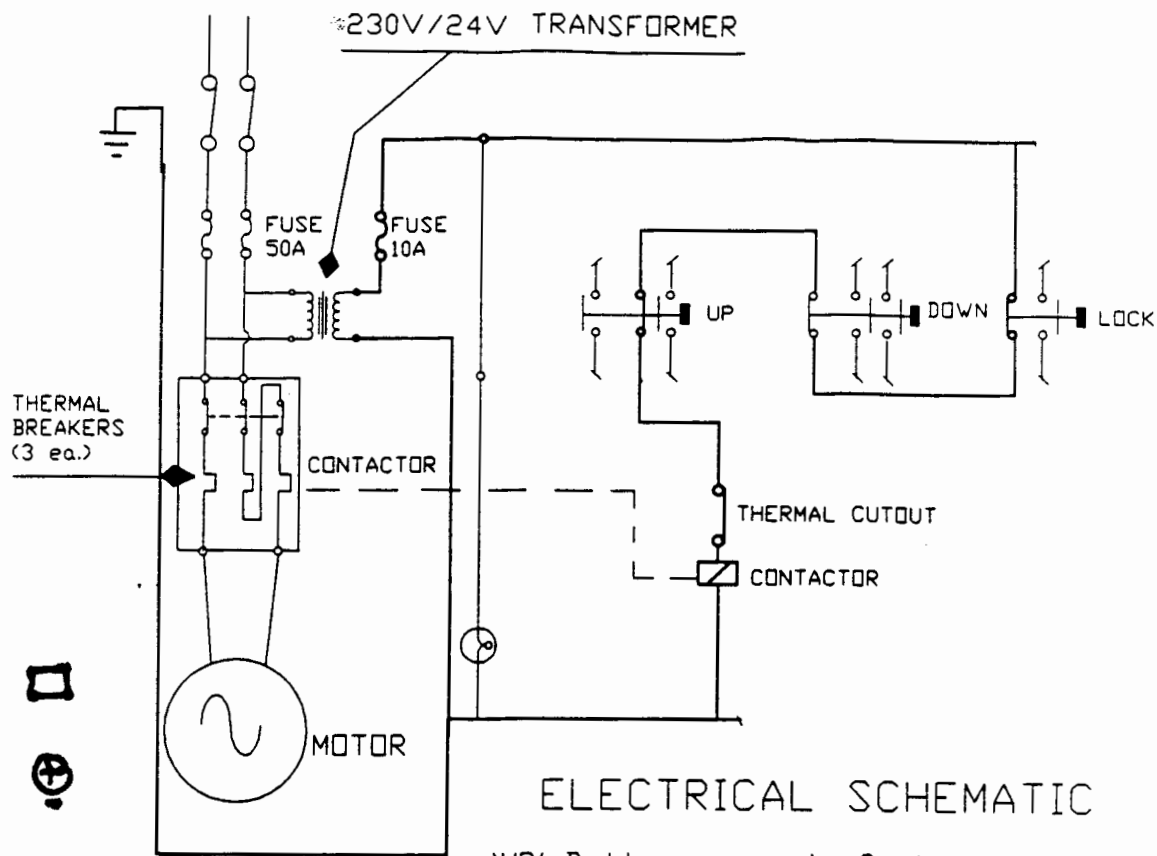 230V/24V TRANSFORMER
FUSE
50A
FUSE
10A
UP
DOWN
LOCK
THERMAL
BREAKERS
(3 ea.)
CONTACTOR
THERMAL CUTOUT
CONTACTOR
MOTOR
ELECTRICAL SCHEMATIC